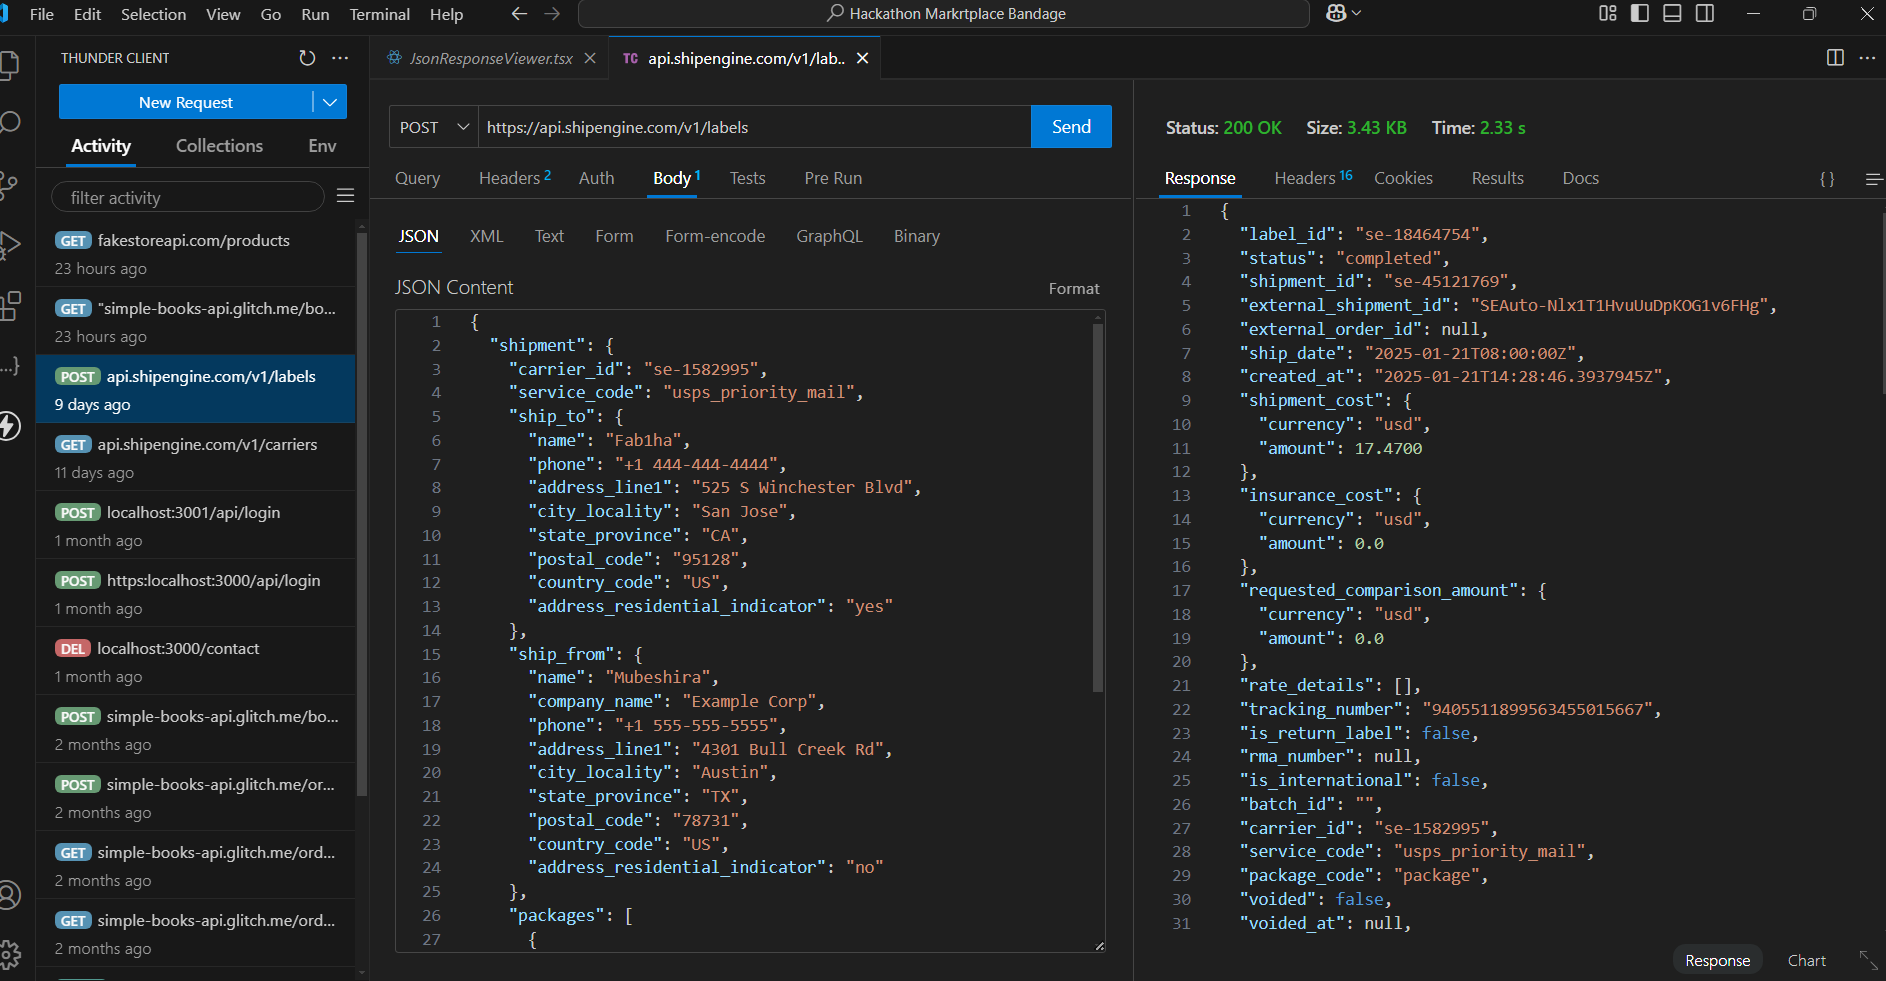 File Edit Selection View Go Run Terminal Help
Hackathon Markrtplace Bandage
THUNDER CLIENT
New Request
Activity Collections Env
filter activity
GET fakestoreapi.com/products
23 hours ago
GET "simple-books-api.glitch.me/bo...
23 hours ago
POST api.shipengine.com/v1/labels
9 days ago
GET api.shipengine.com/v1/carriers
11 days ago
POST localhost:3001/api/login
1 month ago
POST https:localhost:3000/api/login
1 month ago
DEL localhost:3000/contact
1 month ago
POST simple-books-api.glitch.me/bo...
2 months ago
POST simple-books-api.glitch.me/or...
2 months ago
GET simple-books-api.glitch.me/ord...
2 months ago
GET simple-books-api.glitch.me/ord...
2 months ago
JsonResponseViewer.tsx
TC api.shipengine.com/v1/lab..
POST https://api.shipengine.com/v1/labels Send
Query Headers 2 Auth Body 1 Tests Pre Run
JSON XML Text Form Form-encode GraphQL Binary
JSON Content Format
1 {
2 "shipment": {
3 "carrier_id": "se-1582995",
4 "service_code": "usps_priority_mail",
5 "ship_to": {
6 "name": "Fab1ha",
7 "phone": "+1 444-444-4444",
8 "address_line1": "525 S Winchester Blvd",
9 "city_locality": "San Jose",
10 "state_province": "CA",
11 "postal_code": "95128",
12 "country_code": "US",
13 "address_residential_indicator": "yes"
14 },
15 "ship_from": {
16 "name": "Mubeshira",
17 "company_name": "Example Corp",
18 "phone": "+1 555-555-5555",
19 "address_line1": "4301 Bull Creek Rd",
20 "city_locality": "Austin",
21 "state_province": "TX",
22 "postal_code": "78731",
23 "country_code": "US",
24 "address_residential_indicator": "no"
25 },
26 "packages": [
27 {
Status: 200 OK Size: 3.43 KB Time: 2.33 s
Response Headers 16 Cookies Results Docs { }
1 {
2 "label_id": "se-18464754",
3 "status": "completed",
4 "shipment_id": "se-45121769",
5 "external_shipment_id": "SEAuto-Nlx1T1HvuUuDpKOG1v6FHg",
6 "external_order_id": null,
7 "ship_date": "2025-01-21T08:00:00Z",
8 "created_at": "2025-01-21T14:28:46.3937945Z",
9 "shipment_cost": {
10 "currency": "usd",
11 "amount": 17.4700
12 },
13 "insurance_cost": {
14 "currency": "usd",
15 "amount": 0.0
16 },
17 "requested_comparison_amount": {
18 "currency": "usd",
19 "amount": 0.0
20 },
21 "rate_details": [],
22 "tracking_number": "9405511899563455015667",
23 "is_return_label": false,
24 "rma_number": null,
25 "is_international": false,
26 "batch_id": "",
27 "carrier_id": "se-1582995",
28 "service_code": "usps_priority_mail",
29 "package_code": "package",
30 "voided": false,
31 "voided_at": null,
Response Chart